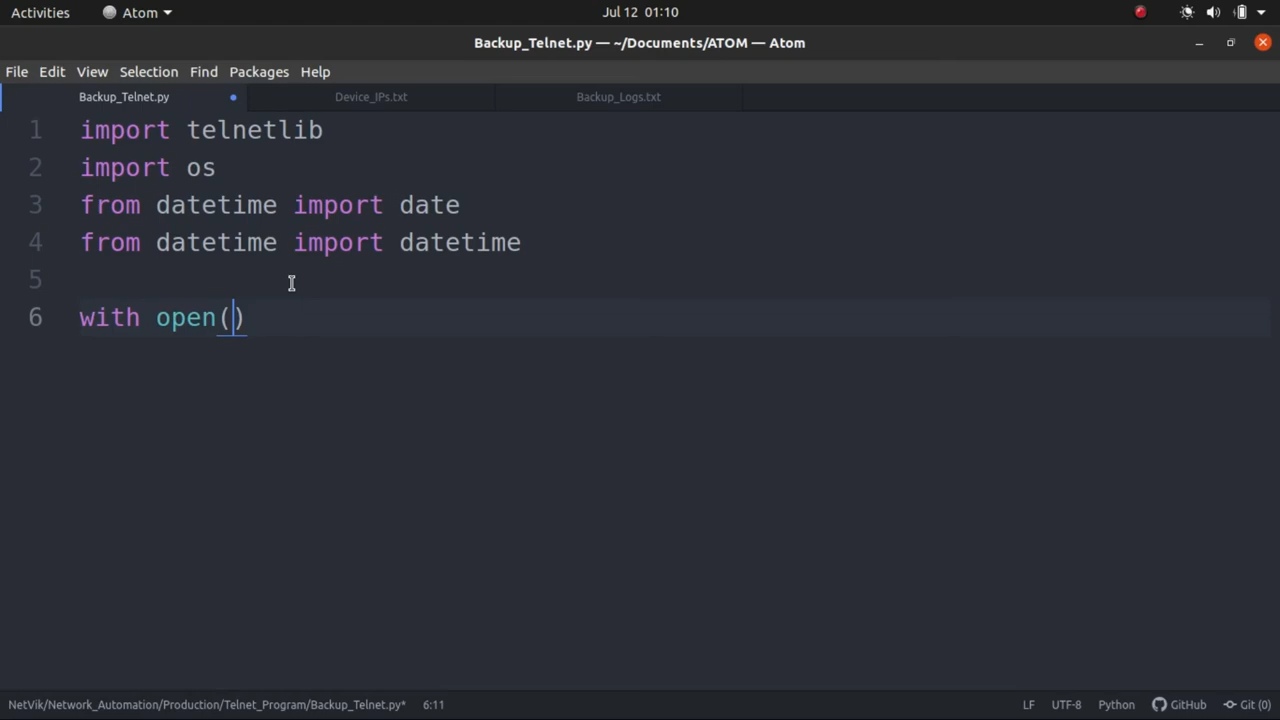 Activities Atom Jul 12 01:10
Backup_Telnet.py — ~/Documents/ATOM — Atom
File Edit View Selection Find Packages Help
Backup_Telnet.py Device_IPs.txt Backup_Logs.txt
1 import telnetlib
2 import os
3 from datetime import date
4 from datetime import datetime
5
6 with open()
NetVik/Network_Automation/Production/Telnet_Program/Backup_Telnet.py* 6:11 LF UTF-8 Python GitHub Git (0)